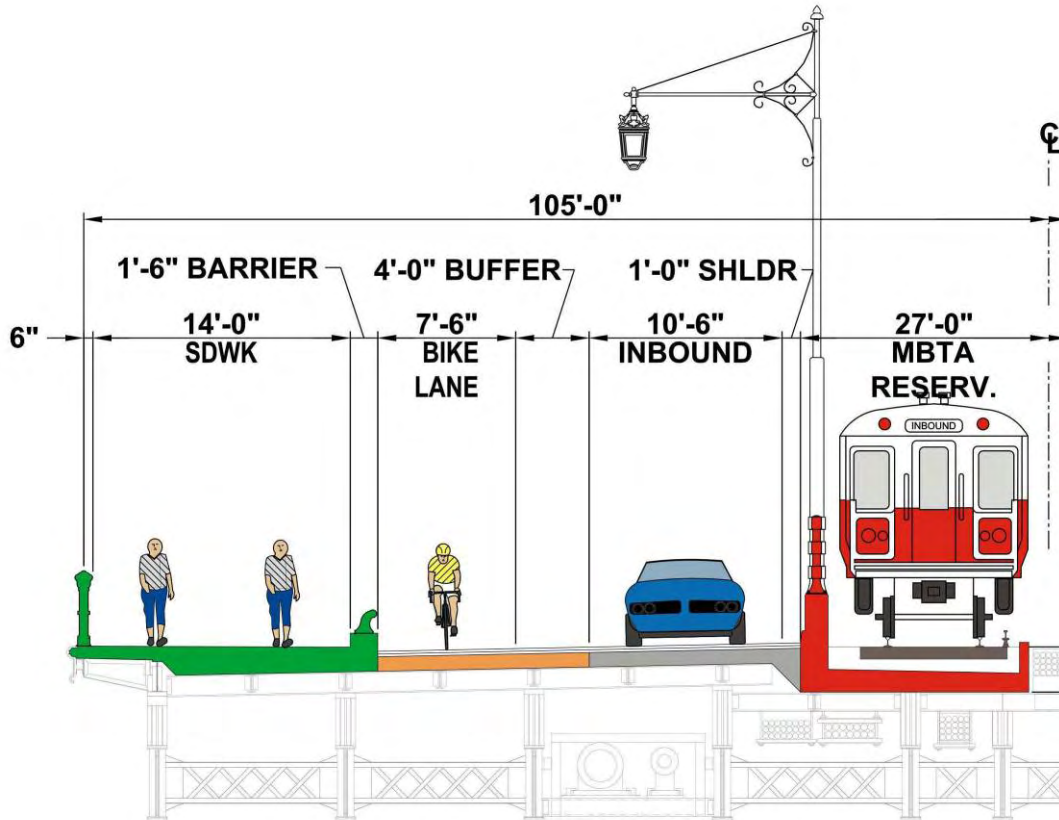 ℄
105'-0"
1'-6" BARRIER
4'-0" BUFFER
1'-0" SHLDR
6"
14'-0"
SDWK
7'-6"
BIKE
LANE
10'-6"
INBOUND
27'-0"
MBTA
RESERV.
INBOUND